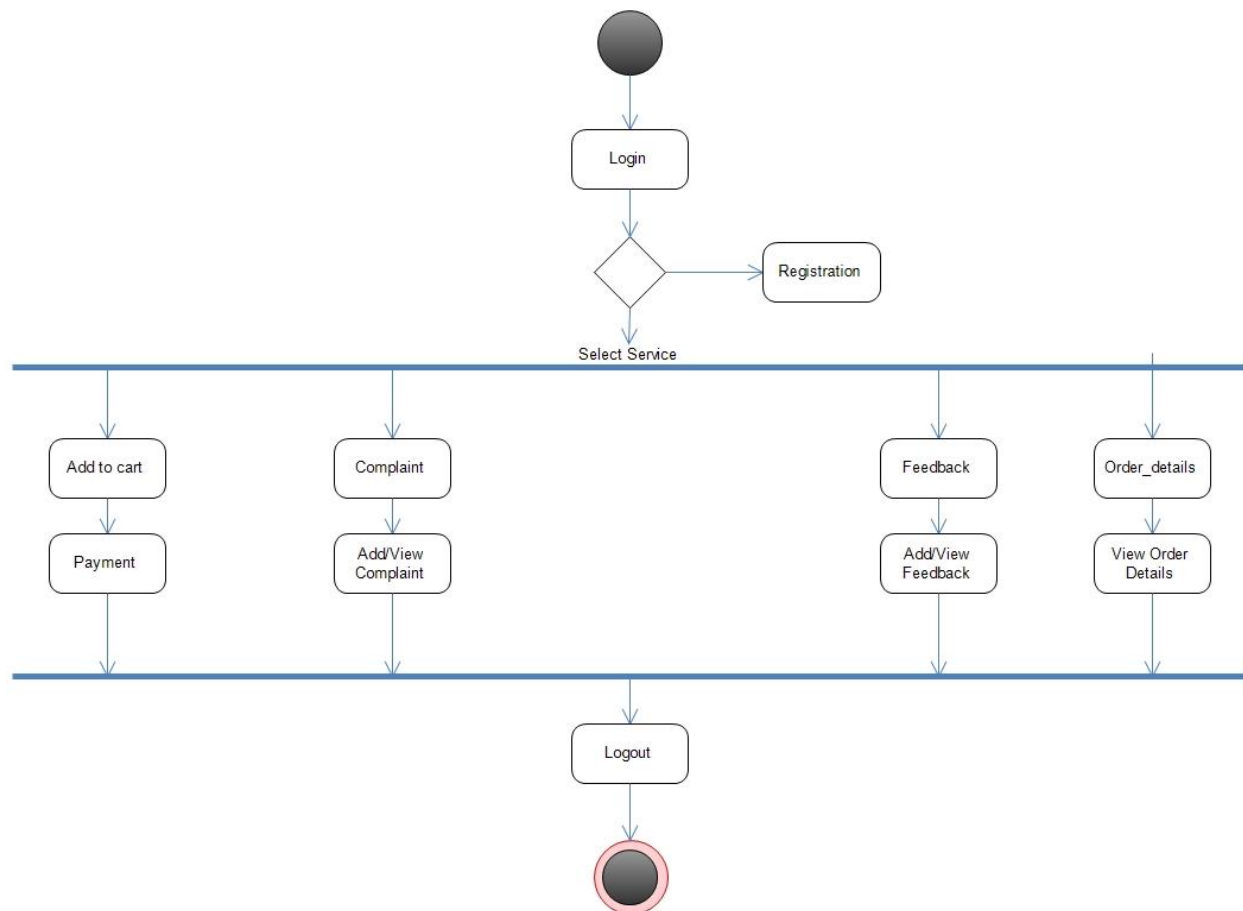 Login
Registration
Select Service
Add to cart
Complaint
Feedback
Order_details
Payment
Add/View
Complaint
Add/View
Feedback
View Order
Details
Logout